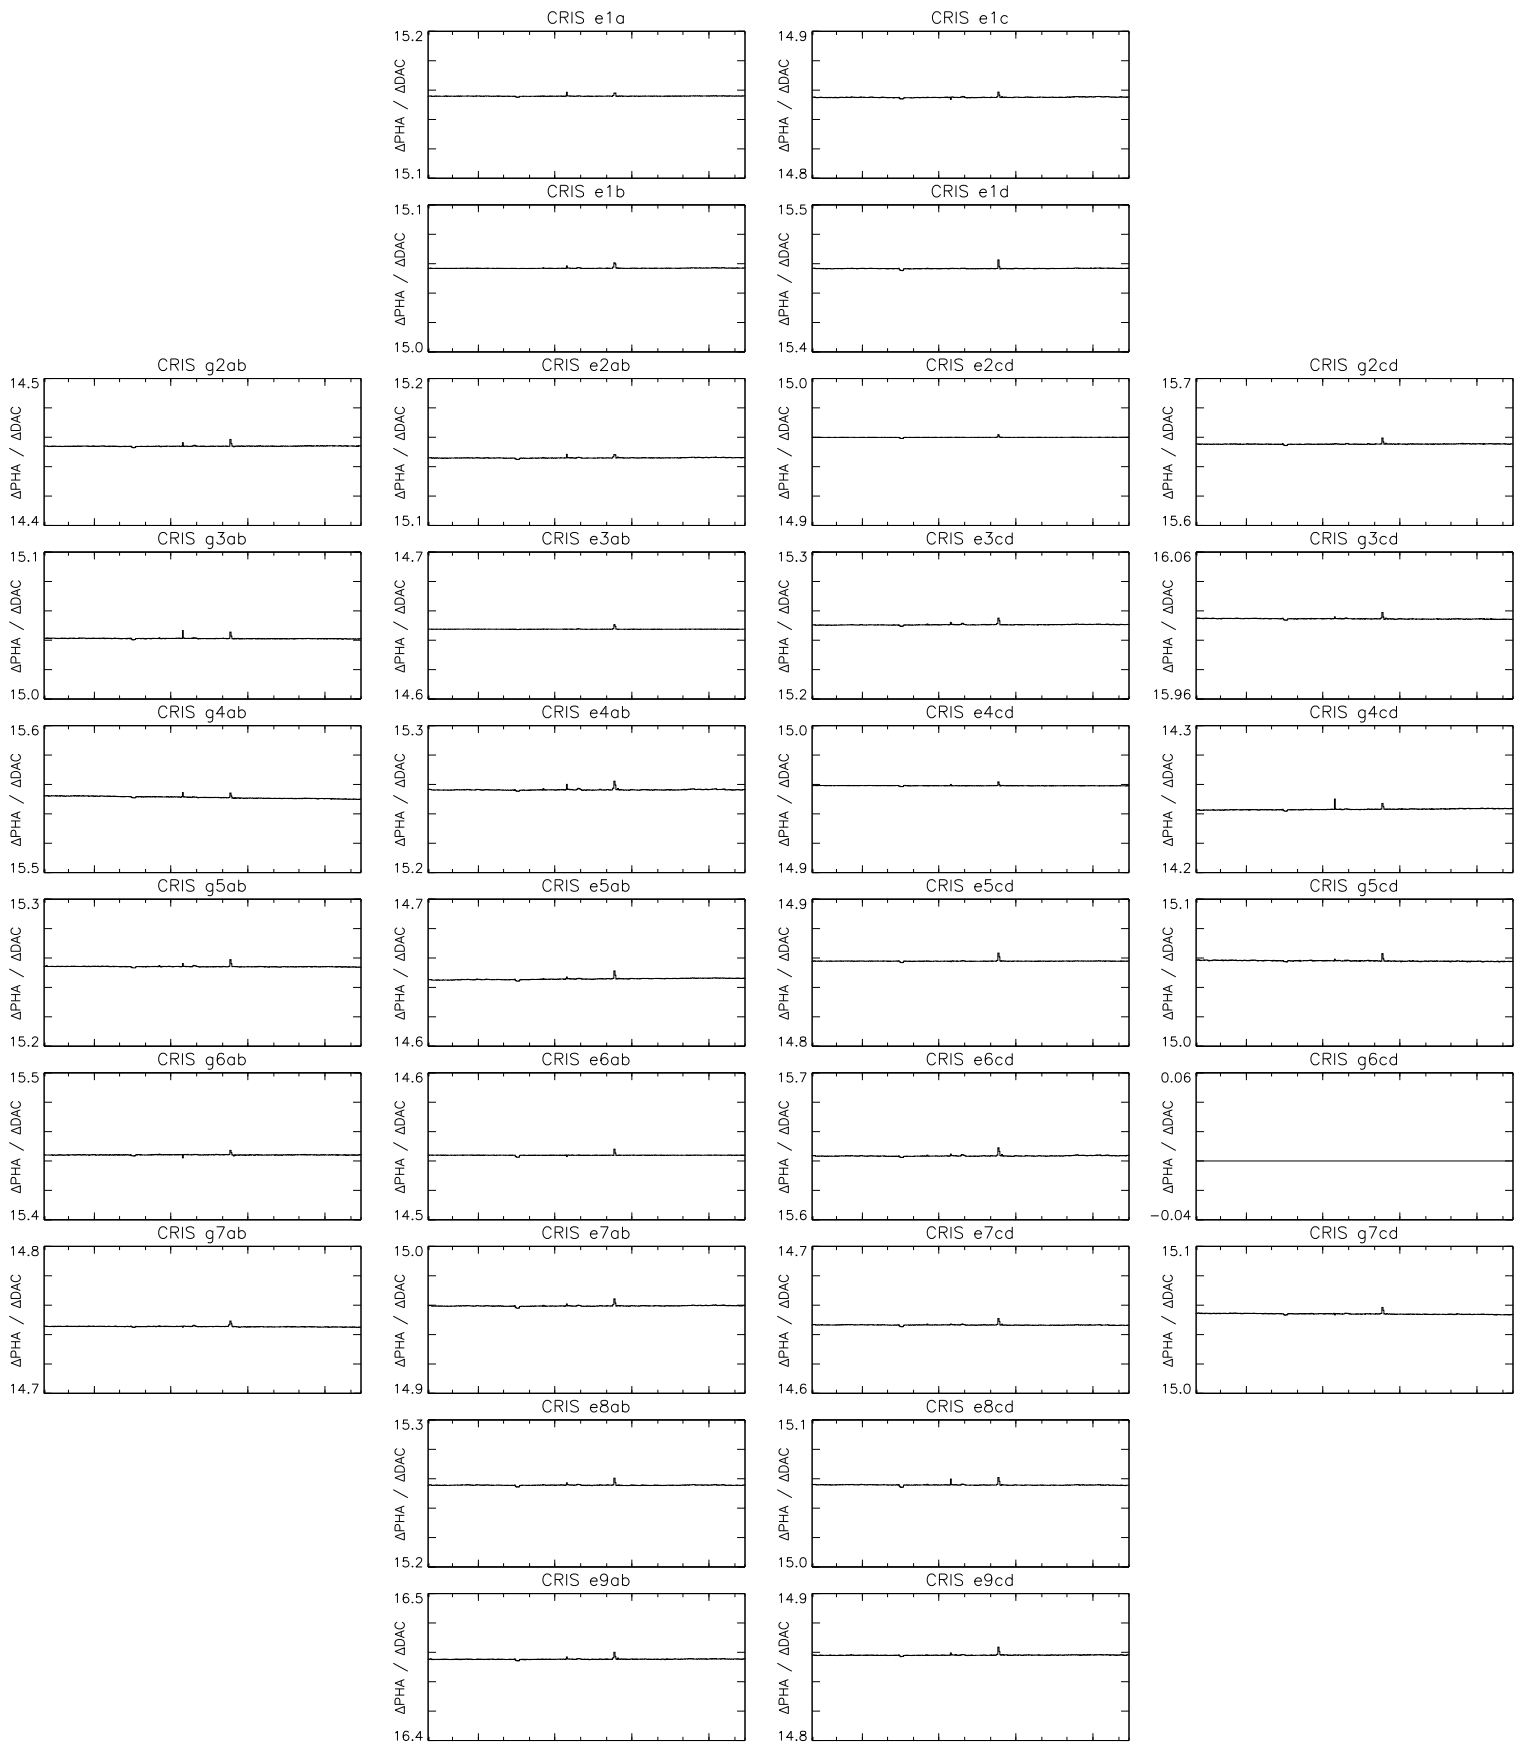 CRIS e1a
15.2
ΔPHA / ΔDAC
15.1
CRIS e1c
14.9
ΔPHA / ΔDAC
14.8
CRIS e1b
15.1
ΔPHA / ΔDAC
15.0
CRIS e1d
15.5
ΔPHA / ΔDAC
15.4
CRIS g2ab
14.5
ΔPHA / ΔDAC
14.4
CRIS e2ab
15.2
ΔPHA / ΔDAC
15.1
CRIS e2cd
15.0
ΔPHA / ΔDAC
14.9
CRIS g2cd
15.7
ΔPHA / ΔDAC
15.6
CRIS g3ab
15.1
ΔPHA / ΔDAC
15.0
CRIS e3ab
14.7
ΔPHA / ΔDAC
14.6
CRIS e3cd
15.3
ΔPHA / ΔDAC
15.2
CRIS g3cd
16.06
ΔPHA / ΔDAC
15.96
CRIS g4ab
15.6
ΔPHA / ΔDAC
15.5
CRIS e4ab
15.3
ΔPHA / ΔDAC
15.2
CRIS e4cd
15.0
ΔPHA / ΔDAC
14.9
CRIS g4cd
14.3
ΔPHA / ΔDAC
14.2
CRIS g5ab
15.3
ΔPHA / ΔDAC
15.2
CRIS e5ab
14.7
ΔPHA / ΔDAC
14.6
CRIS e5cd
14.9
ΔPHA / ΔDAC
14.8
CRIS g5cd
15.1
ΔPHA / ΔDAC
15.0
CRIS g6ab
15.5
ΔPHA / ΔDAC
15.4
CRIS e6ab
14.6
ΔPHA / ΔDAC
14.5
CRIS e6cd
15.7
ΔPHA / ΔDAC
15.6
CRIS g6cd
0.06
ΔPHA / ΔDAC
−0.04
CRIS g7ab
14.8
ΔPHA / ΔDAC
14.7
CRIS e7ab
15.0
ΔPHA / ΔDAC
14.9
CRIS e7cd
14.7
ΔPHA / ΔDAC
14.6
CRIS g7cd
15.1
ΔPHA / ΔDAC
15.0
CRIS e8ab
15.3
ΔPHA / ΔDAC
15.2
CRIS e8cd
15.1
ΔPHA / ΔDAC
15.0
CRIS e9ab
16.5
ΔPHA / ΔDAC
16.4
CRIS e9cd
14.9
ΔPHA / ΔDAC
14.8